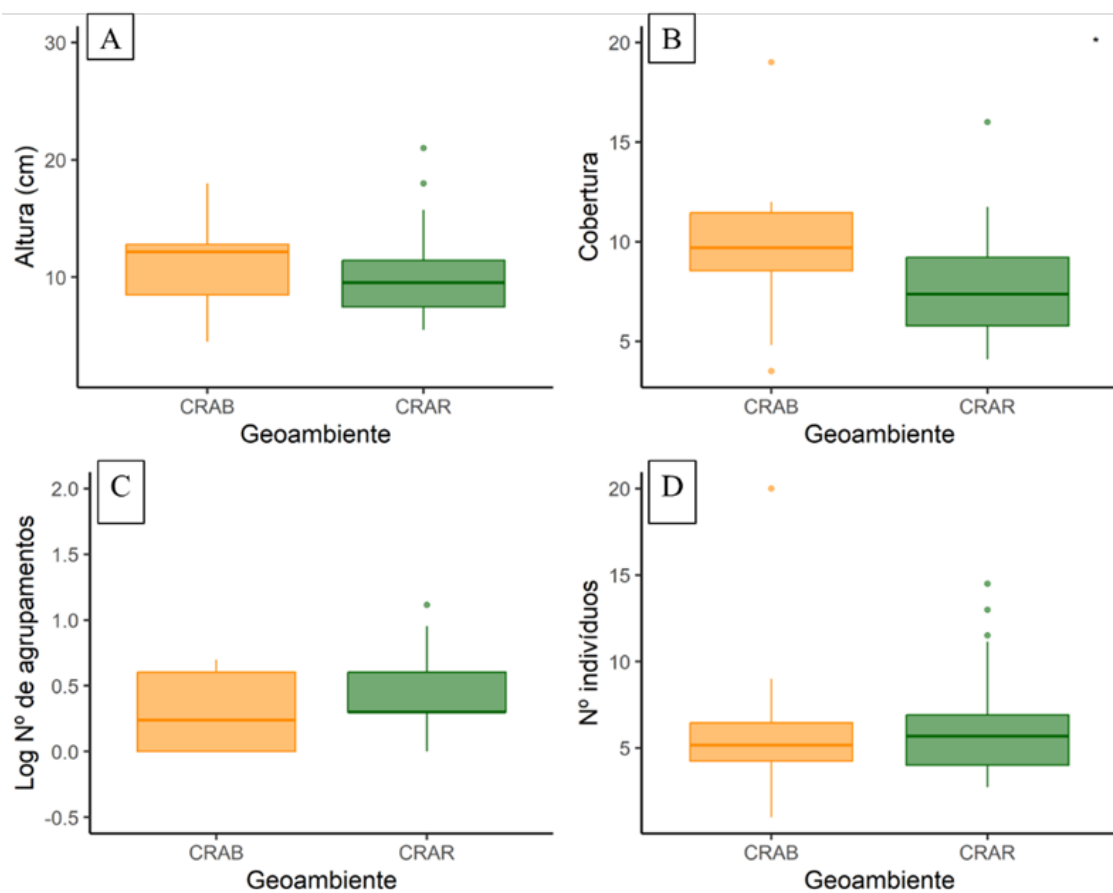 A
30
20
10
Altura (cm)
CRAB
CRAR
Geoambiente
B
*
20
15
10
5
Cobertura
CRAB
CRAR
Geoambiente
C
2.0
1.5
1.0
0.5
0.0
-0.5
Log Nº de agrupamentos
CRAB
CRAR
Geoambiente
D
20
15
10
5
Nº indivíduos
CRAB
CRAR
Geoambiente